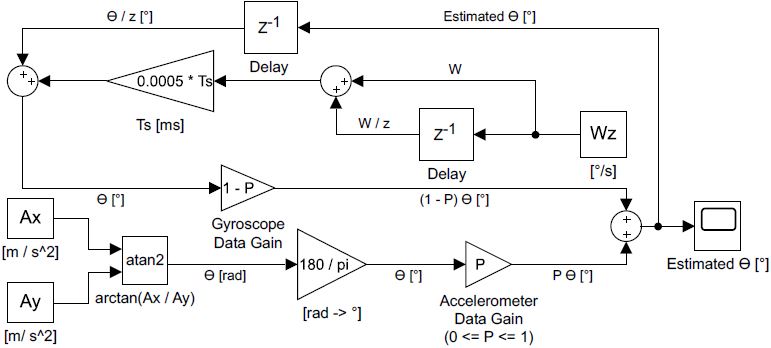 Ө / z [°]
Z-1
Estimated Ө [°]
Delay
+
+
0.0005 * Ts
Ts [ms]
+
+
W
W / z
Z-1
Delay
Wz
[°/s]
Ө [°]
1 - P
(1 - P) Ө [°]
Gyroscope
Data Gain
Ax
[m / s^2]
Ay
[m/ s^2]
atan2
arctan(Ax / Ay)
Ө [rad]
180 / pi
[rad -> °]
Ө [°]
P
P Ө [°]
Accelerometer
Data Gain
(0 <= P <= 1)
+
+
Estimated Ө [°]